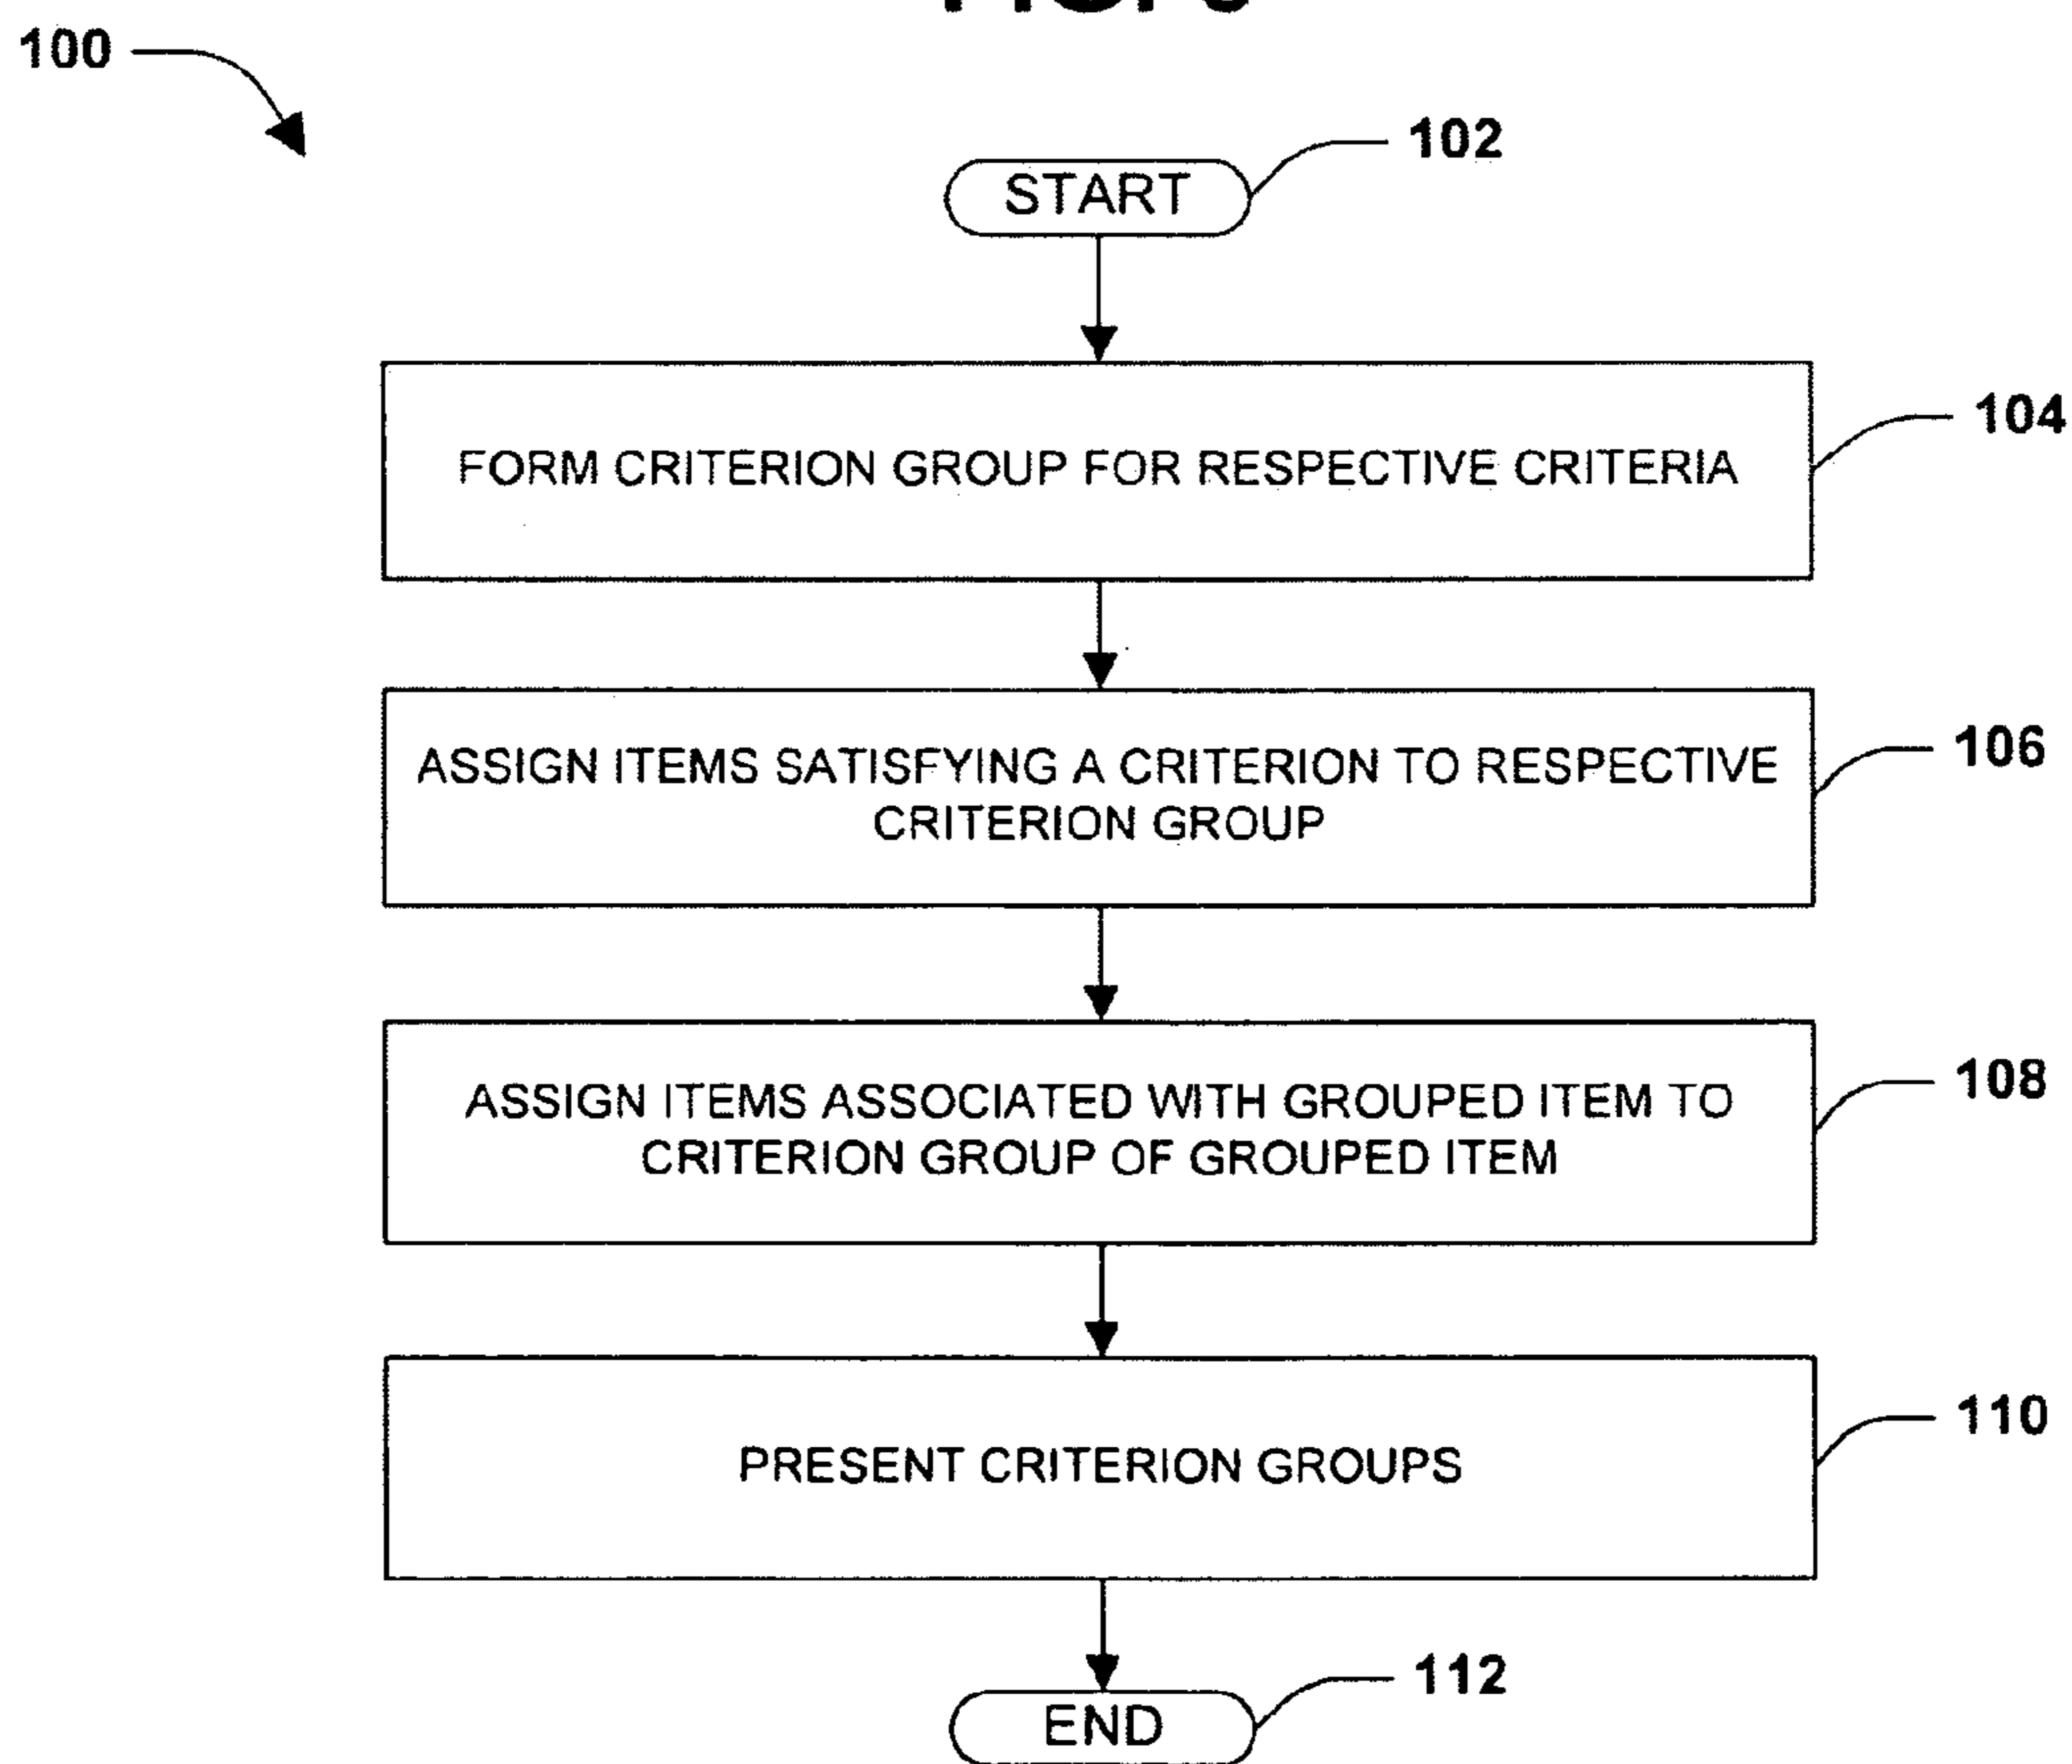 100
START
102
FORM CRITERION GROUP FOR RESPECTIVE CRITERIA
104
ASSIGN ITEMS SATISFYING A CRITERION TO RESPECTIVE
CRITERION GROUP
106
ASSIGN ITEMS ASSOCIATED WITH GROUPED ITEM TO
CRITERION GROUP OF GROUPED ITEM
108
PRESENT CRITERION GROUPS
110
END
112